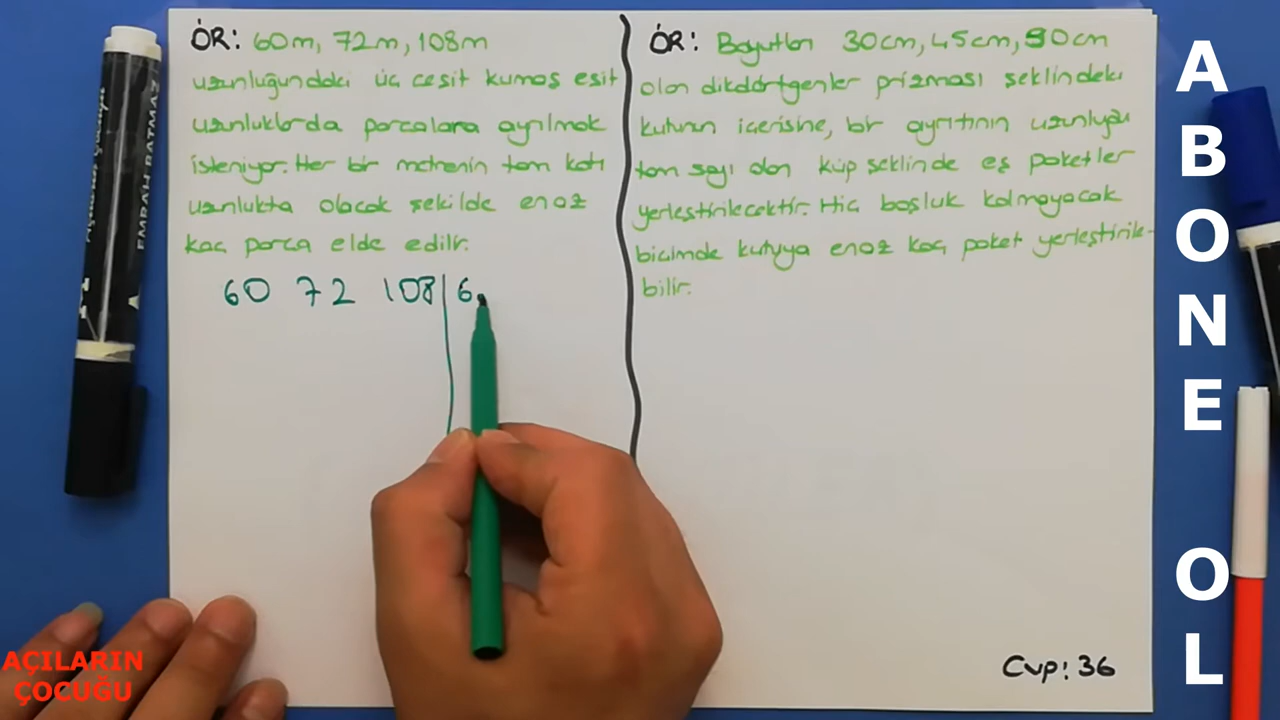 ÖR: 60m, 72m, 108m
uzunluğundaki üç çeşit kumaş eşit
uzunluklarda parçalara ayrılmak
isteniyor. Her bir metrenin tam katı
uzunlukta olacak şekilde en az
kaç parça elde edilir.
60 72 108 6.
ÖR: Boyutları 30cm, 45cm, 90cm
olan dikdörtgenler prizması şeklindeki
kutunun içerisine, bir ayrıtının uzunluğu
tam sayı olan küp şeklinde eş paketler
yerleştirilecektir. Hiç boşluk kalmayacak
biçimde kutuya en az kaç paket yerleştirile-
bilir.
Cvp: 36
ABONE OL
AÇILARIN
ÇOCUĞU